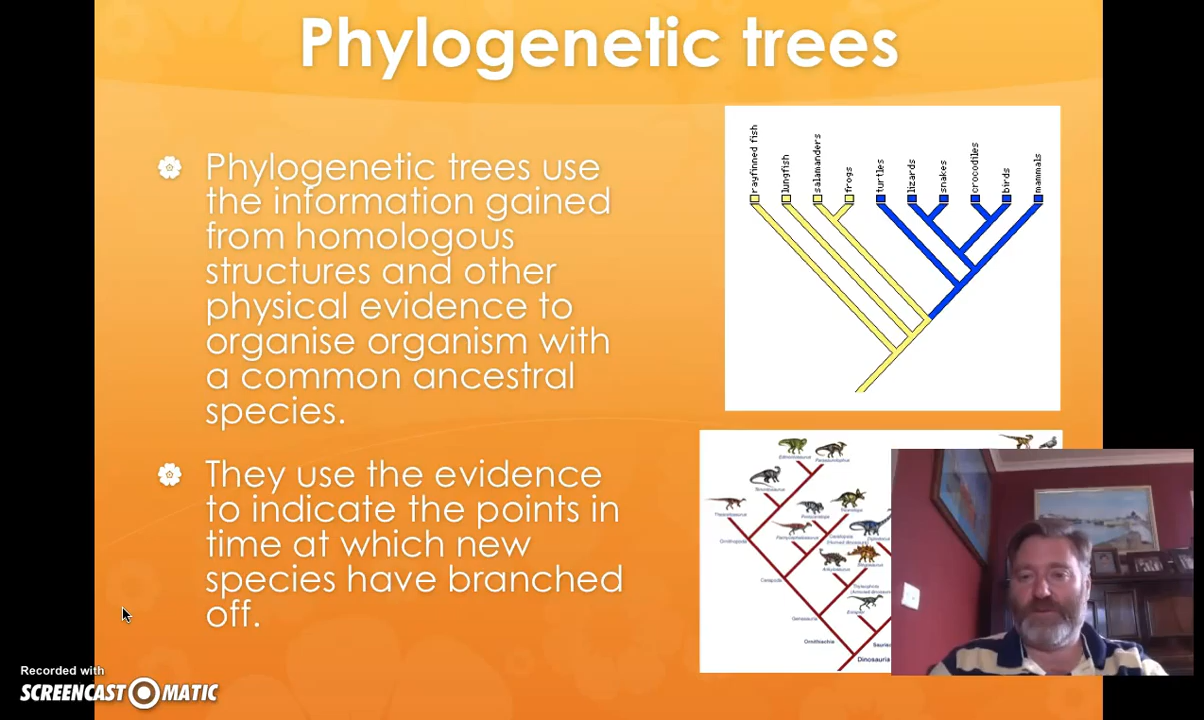 Phylogenetic trees
Phylogenetic trees use
the information gained
from homologous
structures and other
physical evidence to
organise organism with
a common ancestral
species.
They use the evidence
to indicate the points in
time at which new
species have branched
off.
rayfinned fish
lungfish
salamanders
frogs
turtles
lizards
snakes
crocodiles
birds
mammals
Ornithischia
Dinosauria
Recorded with
SCREENCAST MATIC